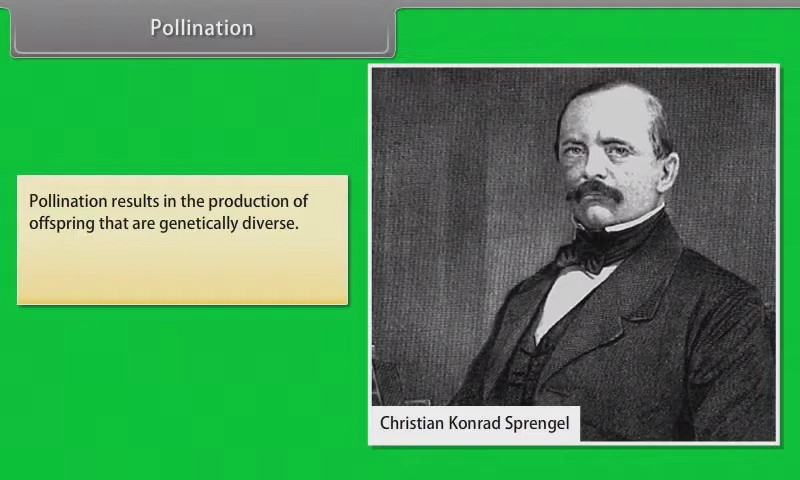 Pollination
Pollination results in the production of
offspring that are genetically diverse.
Christian Konrad Sprengel